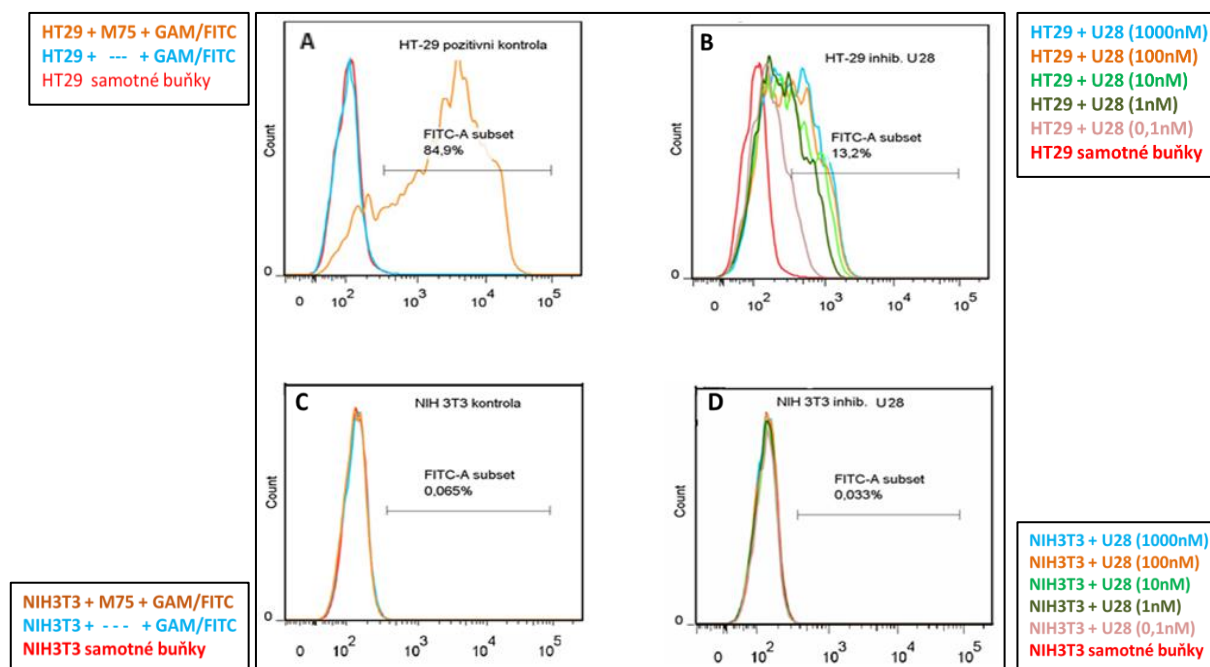 HT29 + M75 + GAM/FITC
HT29 + --- + GAM/FITC
HT29 samotné buňky
A
HT-29 pozitivni kontrola
FITC-A subset
84,9%
Count
0
0 10² 10³ 10⁴ 10⁵
B
HT-29 inhib. U28
FITC-A subset
13,2%
Count
0
0 10² 10³ 10⁴ 10⁵
HT29 + U28 (1000nM)
HT29 + U28 (100nM)
HT29 + U28 (10nM)
HT29 + U28 (1nM)
HT29 + U28 (0,1nM)
HT29 samotné buňky
C
NIH 3T3 kontrola
FITC-A subset
0,065%
Count
0
0 10² 10³ 10⁴ 10⁵
D
NIH 3T3 inhib. U28
FITC-A subset
0,033%
Count
0
0 10² 10³ 10⁴ 10⁵
NIH3T3 + M75 + GAM/FITC
NIH3T3 + - - - + GAM/FITC
NIH3T3 samotné buňky
NIH3T3 + U28 (1000nM)
NIH3T3 + U28 (100nM)
NIH3T3 + U28 (10nM)
NIH3T3 + U28 (1nM)
NIH3T3 + U28 (0,1nM)
NIH3T3 samotné buňky